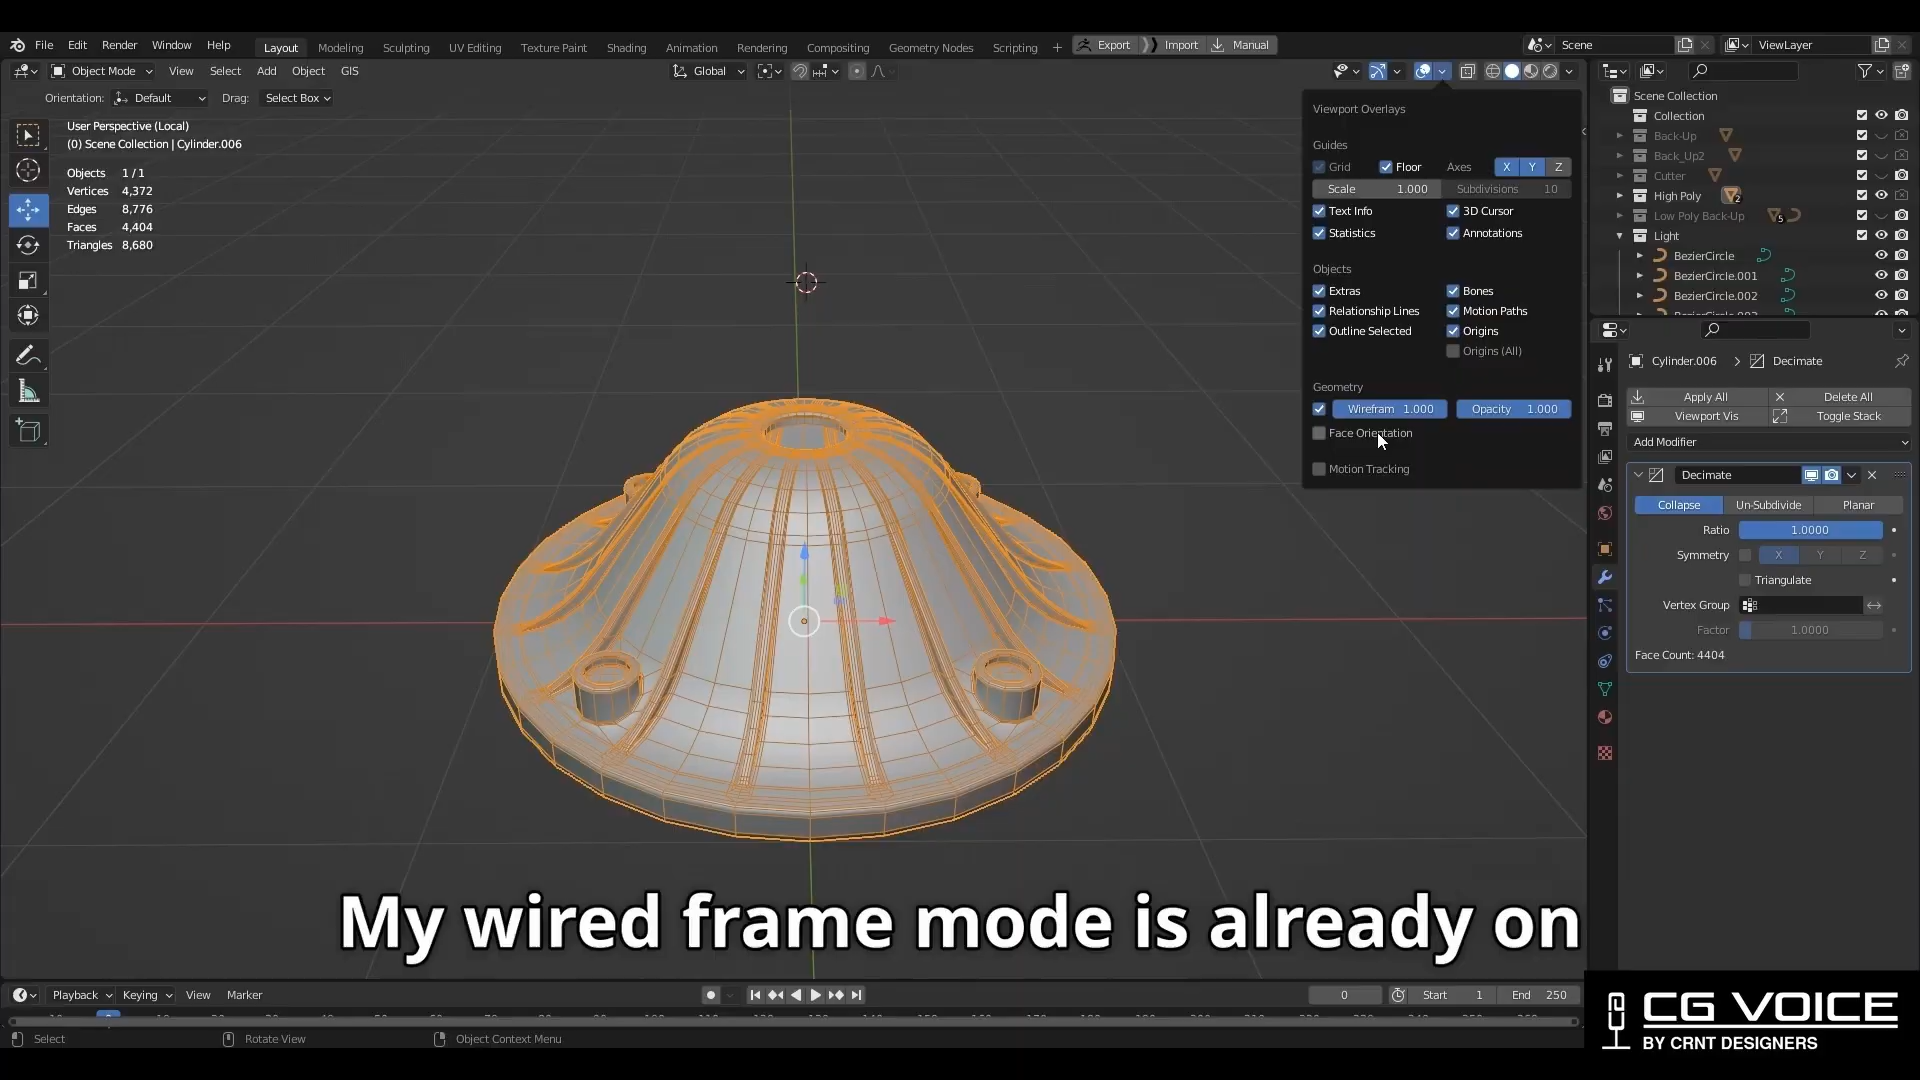 File Edit Render Window Help
Layout Modeling Sculpting UV Editing Texture Paint Shading Animation Rendering Compositing Geometry Nodes Scripting + Export Import Manual
Scene ViewLayer
Object Mode View Select Add Object GIS
Global
Orientation: Default Drag: Select Box
User Perspective (Local)
(0) Scene Collection | Cylinder.006
Objects 1 / 1
Vertices 4,372
Edges 8,776
Faces 4,404
Triangles 8,680
Viewport Overlays
Guides
Grid Floor Axes X Y Z
Scale 1.000 Subdivisions 10
Text Info 3D Cursor
Statistics Annotations
Objects
Extras Bones
Relationship Lines Motion Paths
Outline Selected Origins
Origins (All)
Geometry
Wirefram 1.000 Opacity 1.000
Face Orientation
Motion Tracking
Scene Collection
Collection
Back-Up
Back_Up2
Cutter
High Poly 2
Low Poly Back-Up 5
Light
BezierCircle
BezierCircle.001
BezierCircle.002
Cylinder.006 > Decimate
Apply All Delete All
Viewport Vis Toggle Stack
Add Modifier
Decimate
Collapse Un-Subdivide Planar
Ratio 1.0000
Symmetry X Y Z
Triangulate
Vertex Group
Factor 1.0000
Face Count: 4404
My wired frame mode is already on
Playback Keying View Marker
0 Start 1 End 250
Select Rotate View Object Context Menu
CG VOICE
BY CRNT DESIGNERS